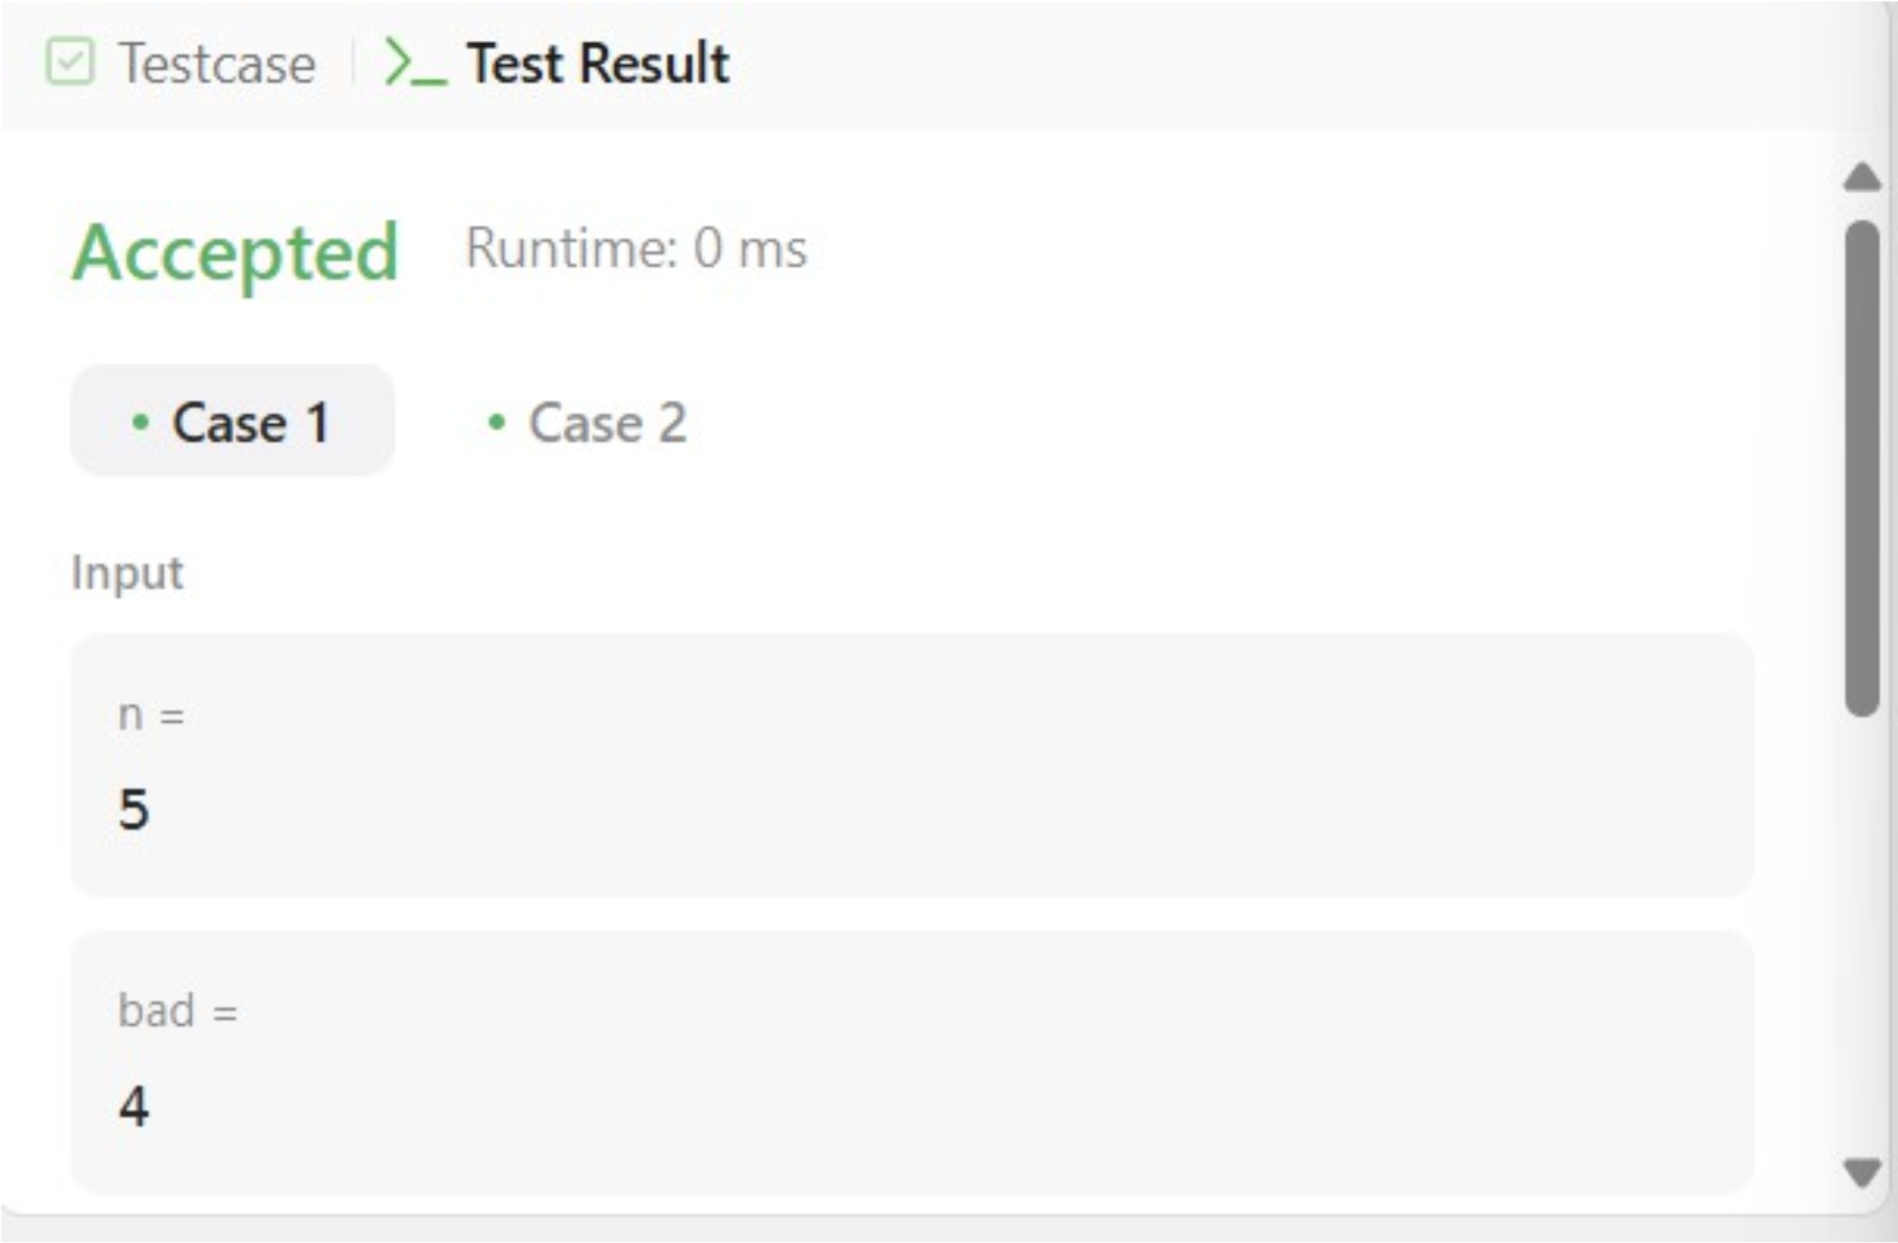 Testcase Test Result
Accepted Runtime: 0 ms
Case 1 Case 2
Input
n =
5
bad =
4